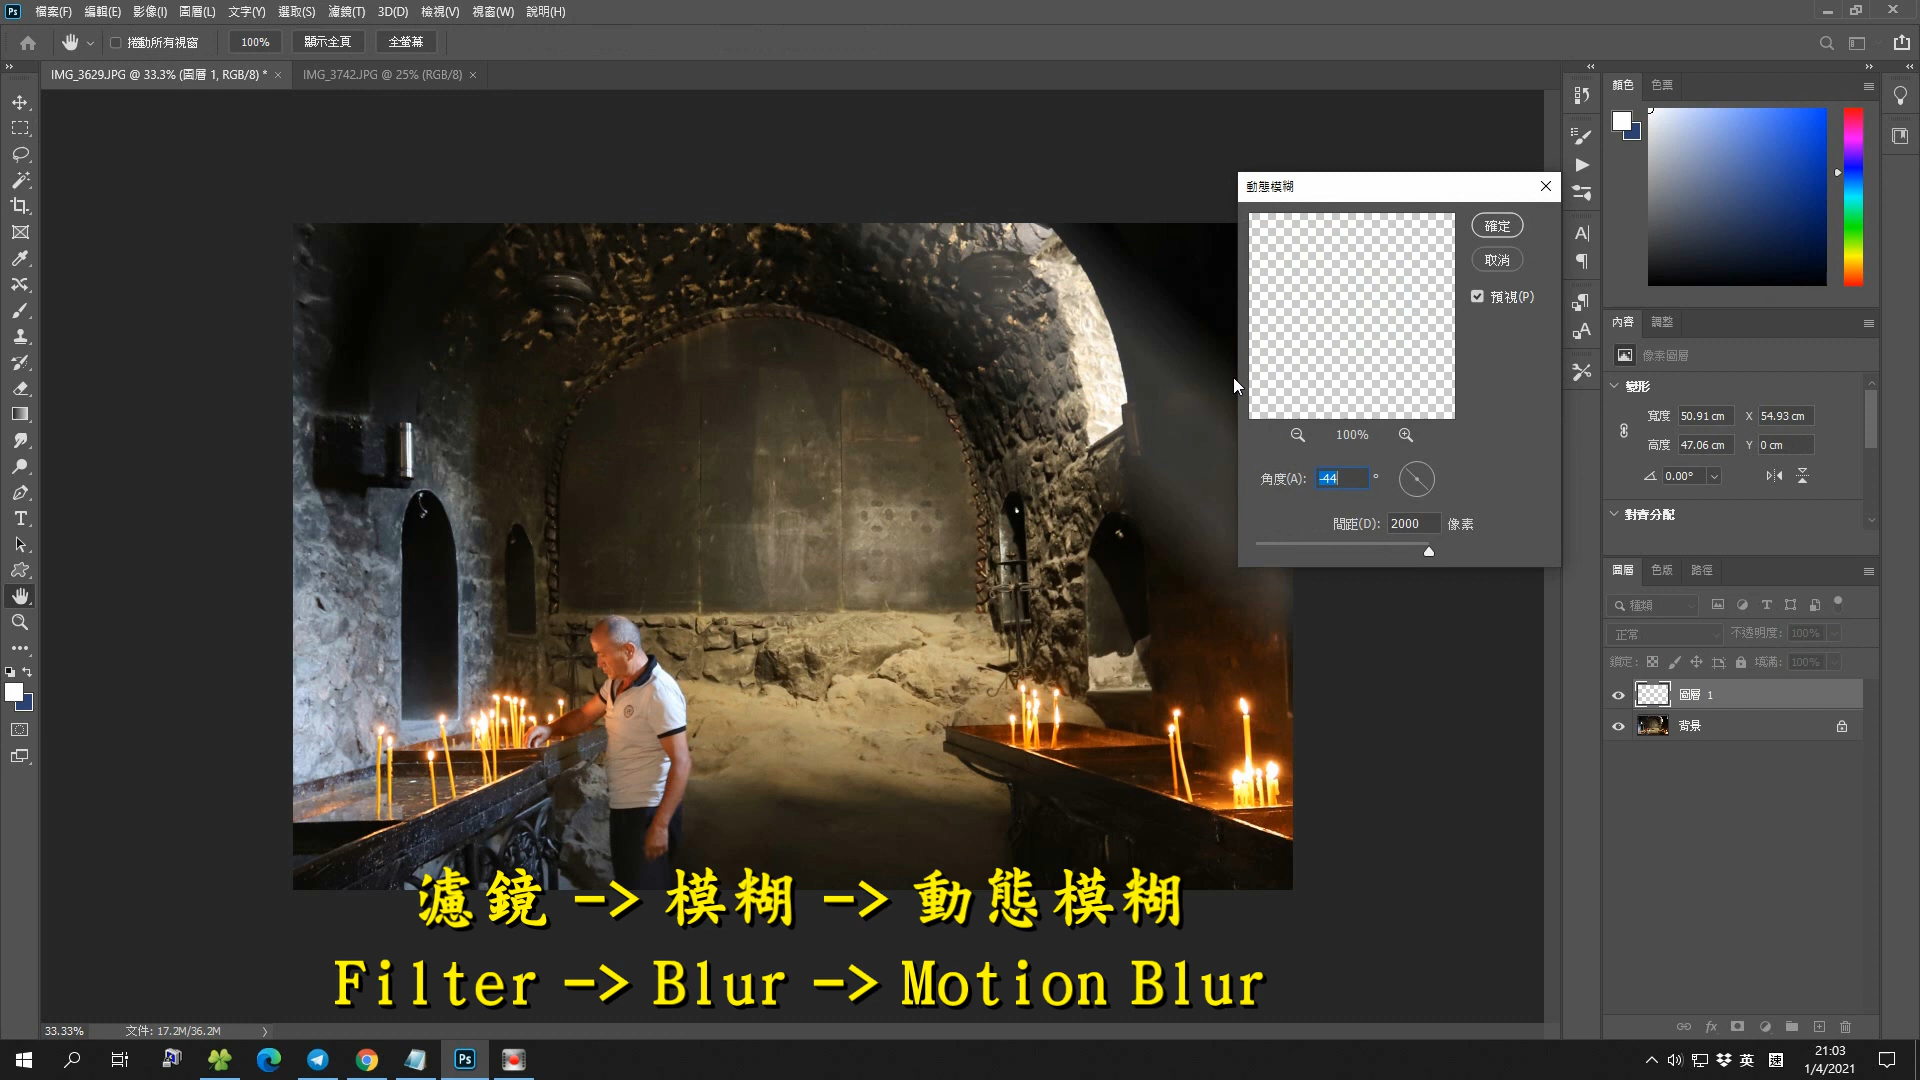 Ps 檔案(F) 編輯(E) 影像(I) 圖層(L) 文字(Y) 選取(S) 濾鏡(T) 3D(D) 檢視(V) 視窗(W) 說明(H)
捲動所有視窗 100% 顯示全頁 全螢幕
IMG_3629.JPG @ 33.3% (圖層 1, RGB/8) * × IMG_3742.JPG @ 25% (RGB/8) ×
顏色 色票
動態模糊
確定
取消
預視(P)
100%
角度(A): -44 °
間距(D): 2000 像素
內容 調整
像素圖層
變形
寬度 50.91 cm X 54.93 cm
高度 47.06 cm Y 0 cm
0.00°
對齊分配
圖層 色版 路徑
種類
正常 不透明度: 100%
鎖定: 填滿: 100%
圖層 1
背景
濾鏡 -> 模糊 -> 動態模糊
Filter -> Blur -> Motion Blur
33.33% 文件: 17.2M/36.2M
Ps
英 速
21:03
1/4/2021